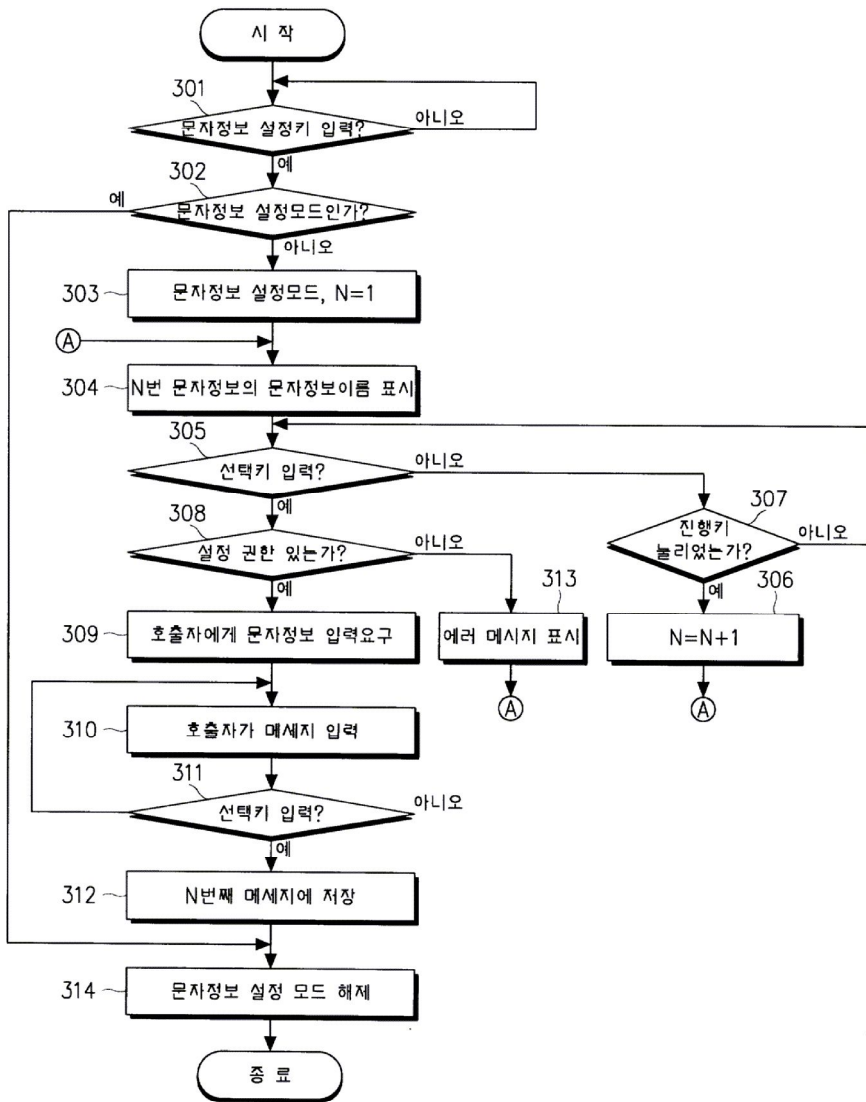 시 작
301
문자정보 설정키 입력?
아니오
예
302
예
문자정보 설정모드인가?
아니오
303
문자정보 설정모드, N=1
A
304
N번 문자정보의 문자정보이름 표시
305
선택키 입력?
아니오
예
307
진행키
눌리었는가?
아니오
예
308
설정 권한 있는가?
아니오
예
313
306
309
호출자에게 문자정보 입력요구
에러 메시지 표시
N=N+1
A
A
310
호출자가 메세지 입력
311
선택키 입력?
아니오
예
312
N번째 메세지에 저장
314
문자정보 설정 모드 해제
종 료